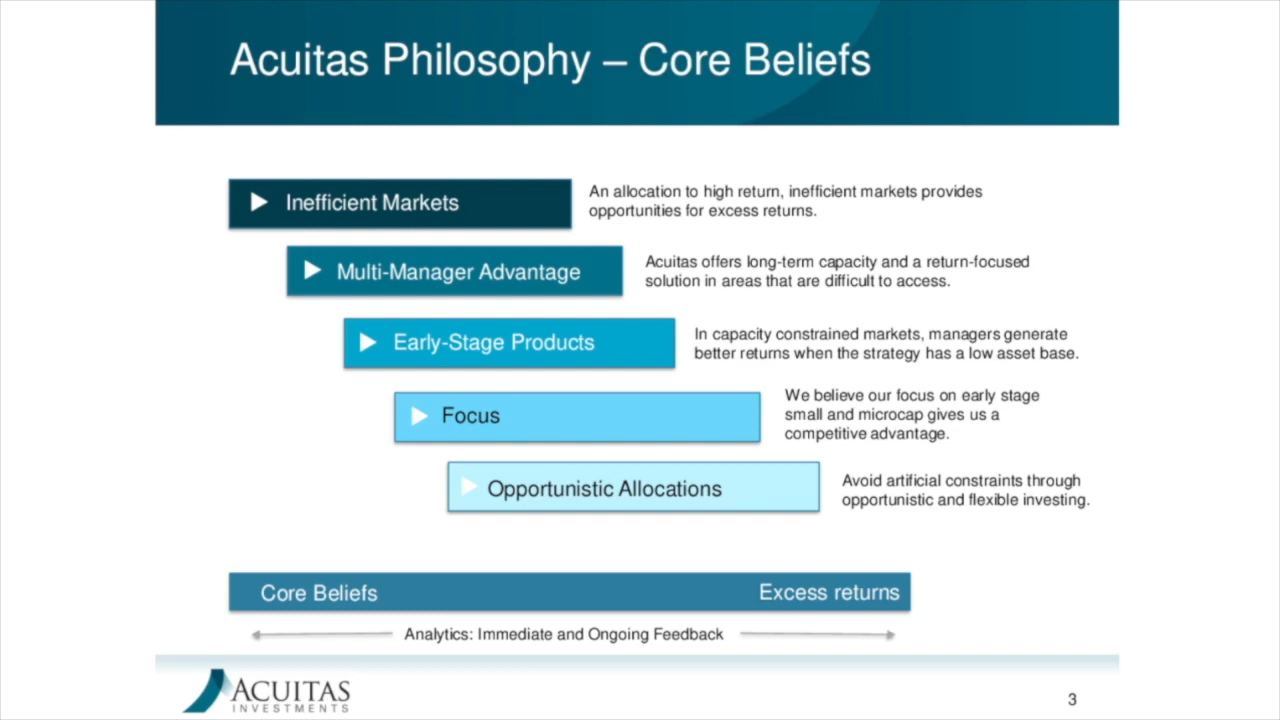 Acuitas Philosophy – Core Beliefs
Inefficient Markets
An allocation to high return, inefficient markets provides
opportunities for excess returns.
Multi-Manager Advantage
Acuitas offers long-term capacity and a return-focused
solution in areas that are difficult to access.
Early-Stage Products
In capacity constrained markets, managers generate
better returns when the strategy has a low asset base.
Focus
We believe our focus on early stage
small and microcap gives us a
competitive advantage.
Opportunistic Allocations
Avoid artificial constraints through
opportunistic and flexible investing.
Core Beliefs
Excess returns
Analytics: Immediate and Ongoing Feedback
ACUITAS
INVESTMENTS
3